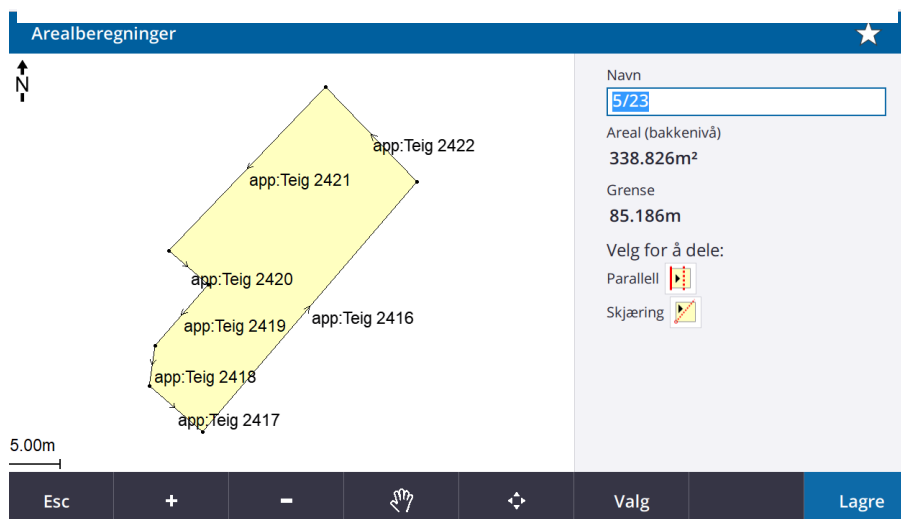 Arealberegninger
N
app:Teig 2422
app:Teig 2421
app:Teig 2420
app:Teig 2419
app:Teig 2416
app:Teig 2418
app:Teig 2417
5.00m
Navn
5/23
Areal (bakkenivå)
338.826m²
Grense
85.186m
Velg for å dele:
Parallell
Skjæring
Esc + - Valg Lagre